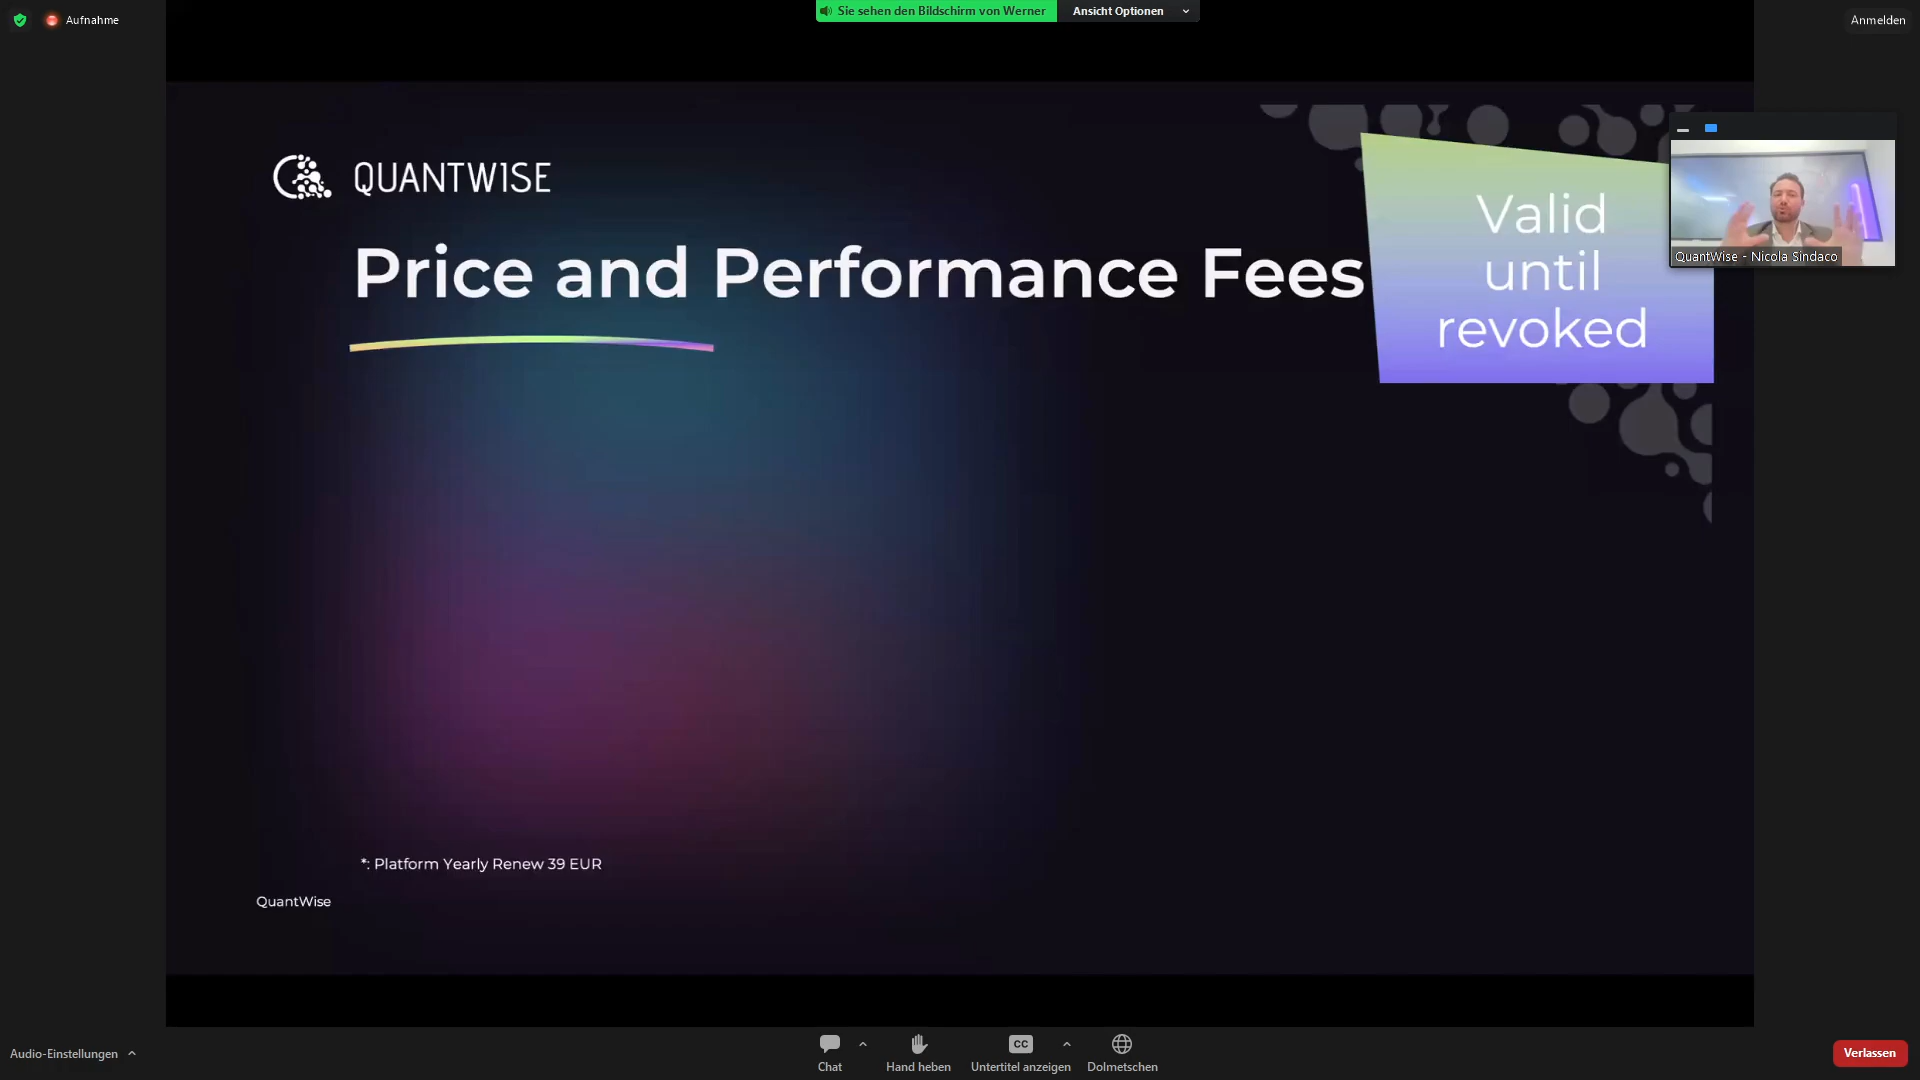 Aufnahme
Sie sehen den Bildschirm von Werner
Ansicht Optionen
Anmelden
QUANTWISE
Price and Performance Fees
Valid
until
revoked
QuantWise - Nicola Sindaco
*: Platform Yearly Renew 39 EUR
QuantWise
Audio-Einstellungen
Chat
Hand heben
CC
Untertitel anzeigen
Dolmetschen
Verlassen